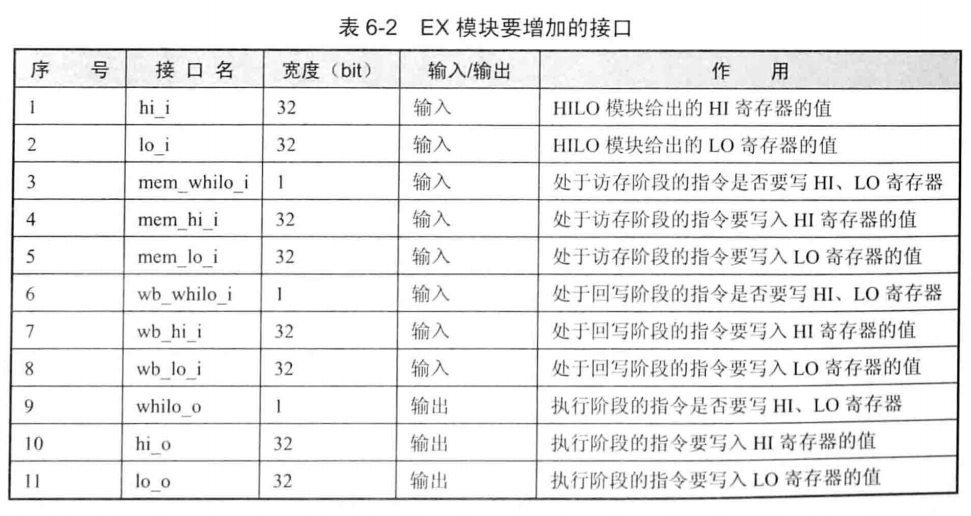 表 6-2 EX 模块要增加的接口
序 号 接 口 名 宽度（bit） 输入/输出 作 用
1 hi_i 32 输入 HILO 模块给出的 HI 寄存器的值
2 lo_i 32 输入 HILO 模块给出的 LO 寄存器的值
3 mem_whilo_i 1 输入 处于访存阶段的指令是否要写 HI、LO 寄存器
4 mem_hi_i 32 输入 处于访存阶段的指令要写入 HI 寄存器的值
5 mem_lo_i 32 输入 处于访存阶段的指令要写入 LO 寄存器的值
6 wb_whilo_i 1 输入 处于回写阶段的指令是否要写 HI、LO 寄存器
7 wb_hi_i 32 输入 处于回写阶段的指令要写入 HI 寄存器的值
8 wb_lo_i 32 输入 处于回写阶段的指令要写入 LO 寄存器的值
9 whilo_o 1 输出 执行阶段的指令是否要写 HI、LO 寄存器
10 hi_o 32 输出 执行阶段的指令要写入 HI 寄存器的值
11 lo_o 32 输出 执行阶段的指令要写入 LO 寄存器的值